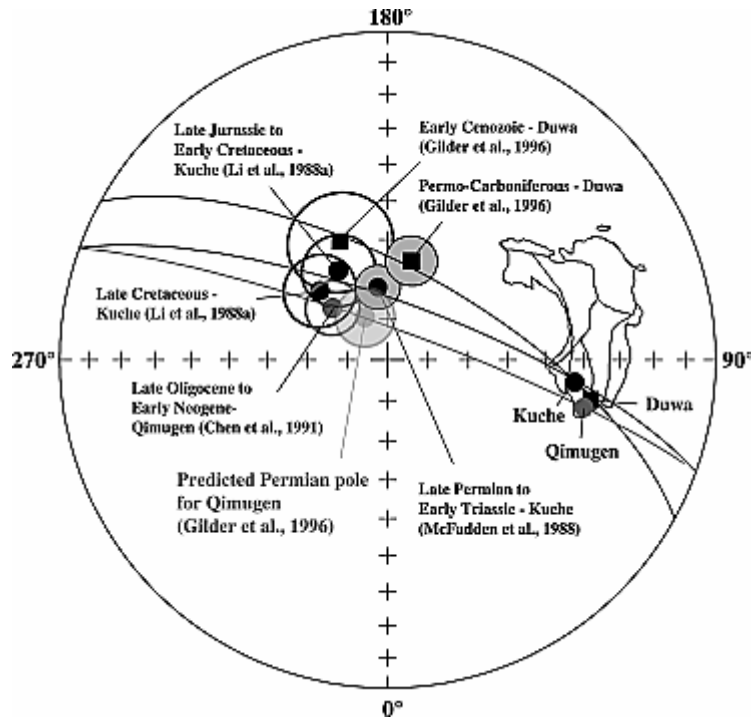 180°
Late Jurassic to
Early Cretaceous -
Kuche (Li et al., 1988a)
Early Cenozoic - Duwa
(Gilder et al., 1996)
Permo-Carboniferous - Duwa
(Gilder et al., 1996)
Late Cretaceous -
Kuche (Li et al., 1988a)
270°
90°
Late Oligocene to
Early Neogene-
Qimugen (Chen et al., 1991)
Kuche
Duwa
Qimugen
Predicted Permian pole
for Qimugen
(Gilder et al., 1996)
Late Permian to
Early Triassic - Kuche
(McFadden et al., 1988)
0°